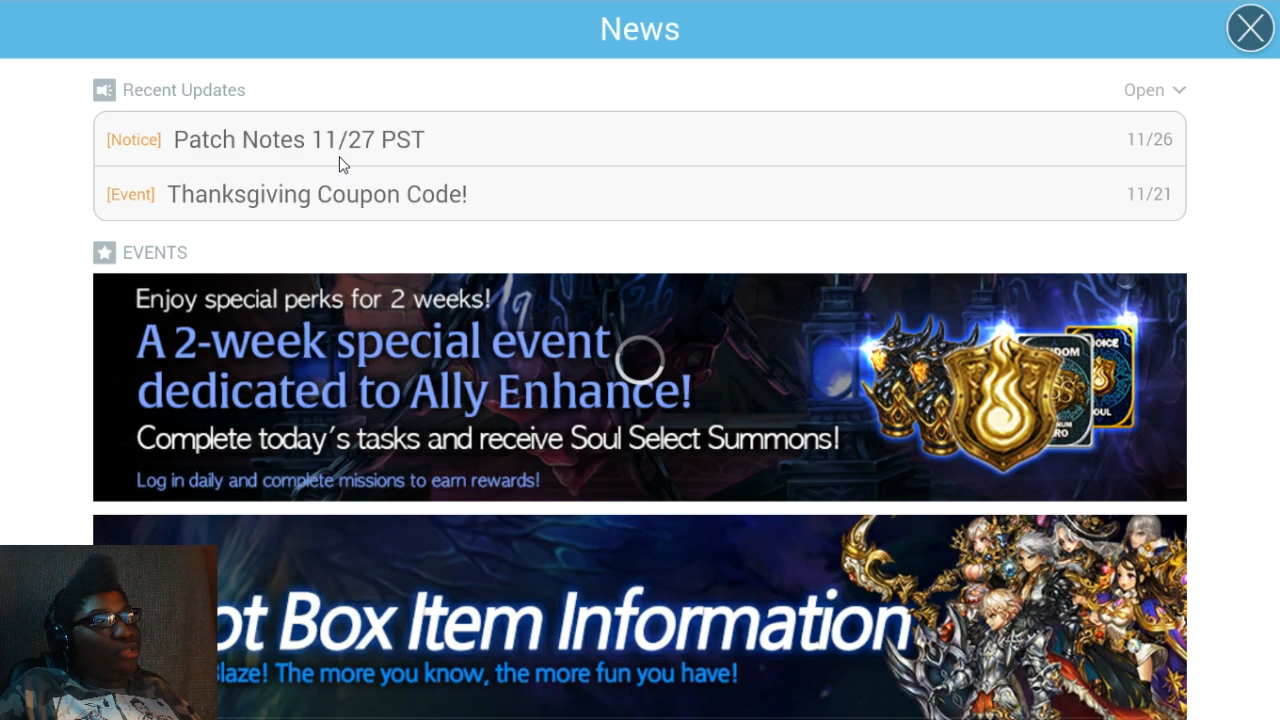 News
Recent Updates
Open
[Notice] Patch Notes 11/27 PST 11/26
[Event] Thanksgiving Coupon Code! 11/21
EVENTS
Enjoy special perks for 2 weeks!
A 2-week special event
dedicated to Ally Enhance!
Complete today's tasks and receive Soul Select Summons!
Log in daily and complete missions to earn rewards!
ot Box Item Information
laze! The more you know, the more fun you have!